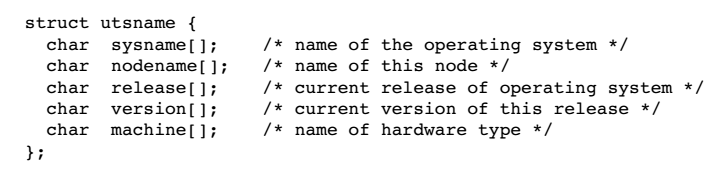 struct utsname {
  char  sysname[];    /* name of the operating system */
  char  nodename[];   /* name of this node */
  char  release[];    /* current release of operating system */
  char  version[];    /* current version of this release */
  char  machine[];    /* name of hardware type */
};